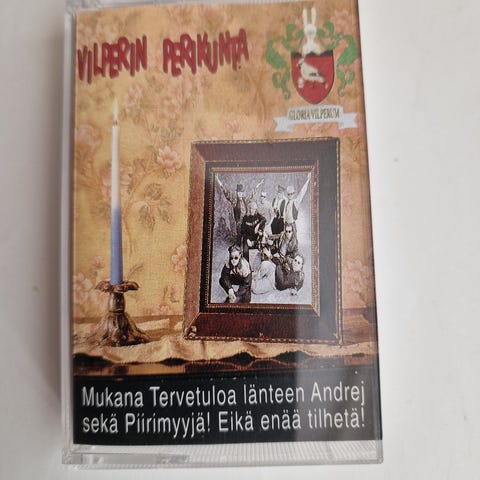 VILPERIN PERIKUNTA
GLORIA VILPERUM
Mukana Tervetuloa länteen Andrej
sekä Piirimyyjä! Eikä enää tilhetä!